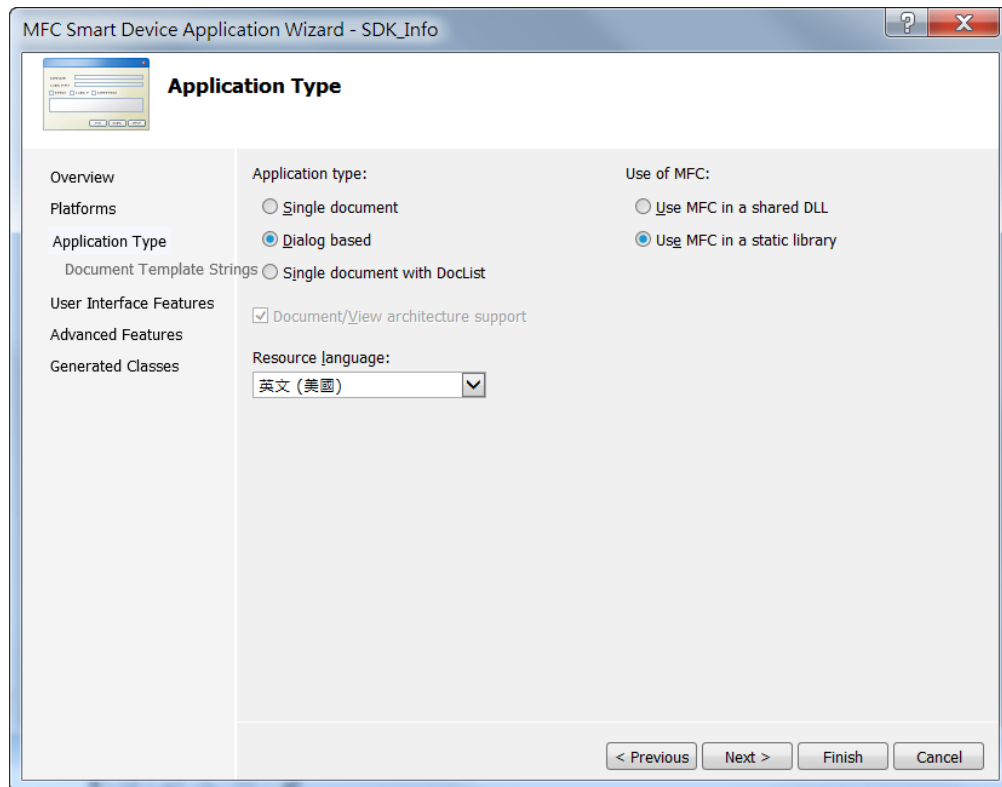 MFC Smart Device Application Wizard - SDK_Info
Application Type
Overview
Platforms
Application Type
Document Template Strings
User Interface Features
Advanced Features
Generated Classes
Application type:
Single document
Dialog based
Single document with DocList
Document/View architecture support
Resource language:
英文 (美國)
Use of MFC:
Use MFC in a shared DLL
Use MFC in a static library
< Previous
Next >
Finish
Cancel